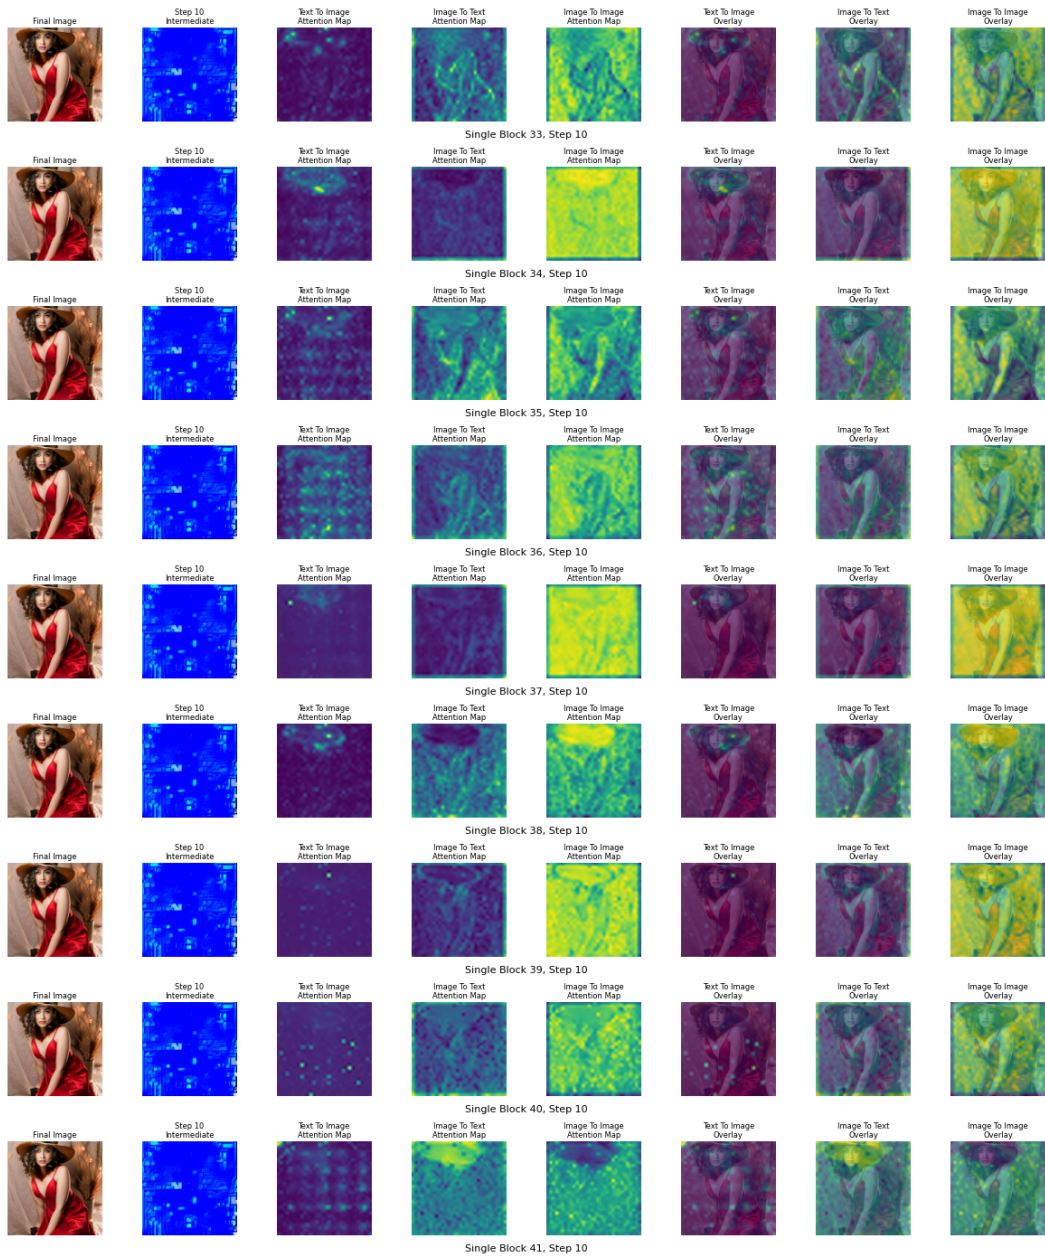 Final Image
Step 10
Intermediate
Text To Image
Attention Map
Image To Text
Attention Map
Image To Image
Attention Map
Text To Image
Overlay
Image To Text
Overlay
Image To Image
Overlay
Single Block 33, Step 10
Final Image
Step 10
Intermediate
Text To Image
Attention Map
Image To Text
Attention Map
Image To Image
Attention Map
Text To Image
Overlay
Image To Text
Overlay
Image To Image
Overlay
Single Block 34, Step 10
Final Image
Step 10
Intermediate
Text To Image
Attention Map
Image To Text
Attention Map
Image To Image
Attention Map
Text To Image
Overlay
Image To Text
Overlay
Image To Image
Overlay
Single Block 35, Step 10
Final Image
Step 10
Intermediate
Text To Image
Attention Map
Image To Text
Attention Map
Image To Image
Attention Map
Text To Image
Overlay
Image To Text
Overlay
Image To Image
Overlay
Single Block 36, Step 10
Final Image
Step 10
Intermediate
Text To Image
Attention Map
Image To Text
Attention Map
Image To Image
Attention Map
Text To Image
Overlay
Image To Text
Overlay
Image To Image
Overlay
Single Block 37, Step 10
Final Image
Step 10
Intermediate
Text To Image
Attention Map
Image To Text
Attention Map
Image To Image
Attention Map
Text To Image
Overlay
Image To Text
Overlay
Image To Image
Overlay
Single Block 38, Step 10
Final Image
Step 10
Intermediate
Text To Image
Attention Map
Image To Text
Attention Map
Image To Image
Attention Map
Text To Image
Overlay
Image To Text
Overlay
Image To Image
Overlay
Single Block 39, Step 10
Final Image
Step 10
Intermediate
Text To Image
Attention Map
Image To Text
Attention Map
Image To Image
Attention Map
Text To Image
Overlay
Image To Text
Overlay
Image To Image
Overlay
Single Block 40, Step 10
Final Image
Step 10
Intermediate
Text To Image
Attention Map
Image To Text
Attention Map
Image To Image
Attention Map
Text To Image
Overlay
Image To Text
Overlay
Image To Image
Overlay
Single Block 41, Step 10